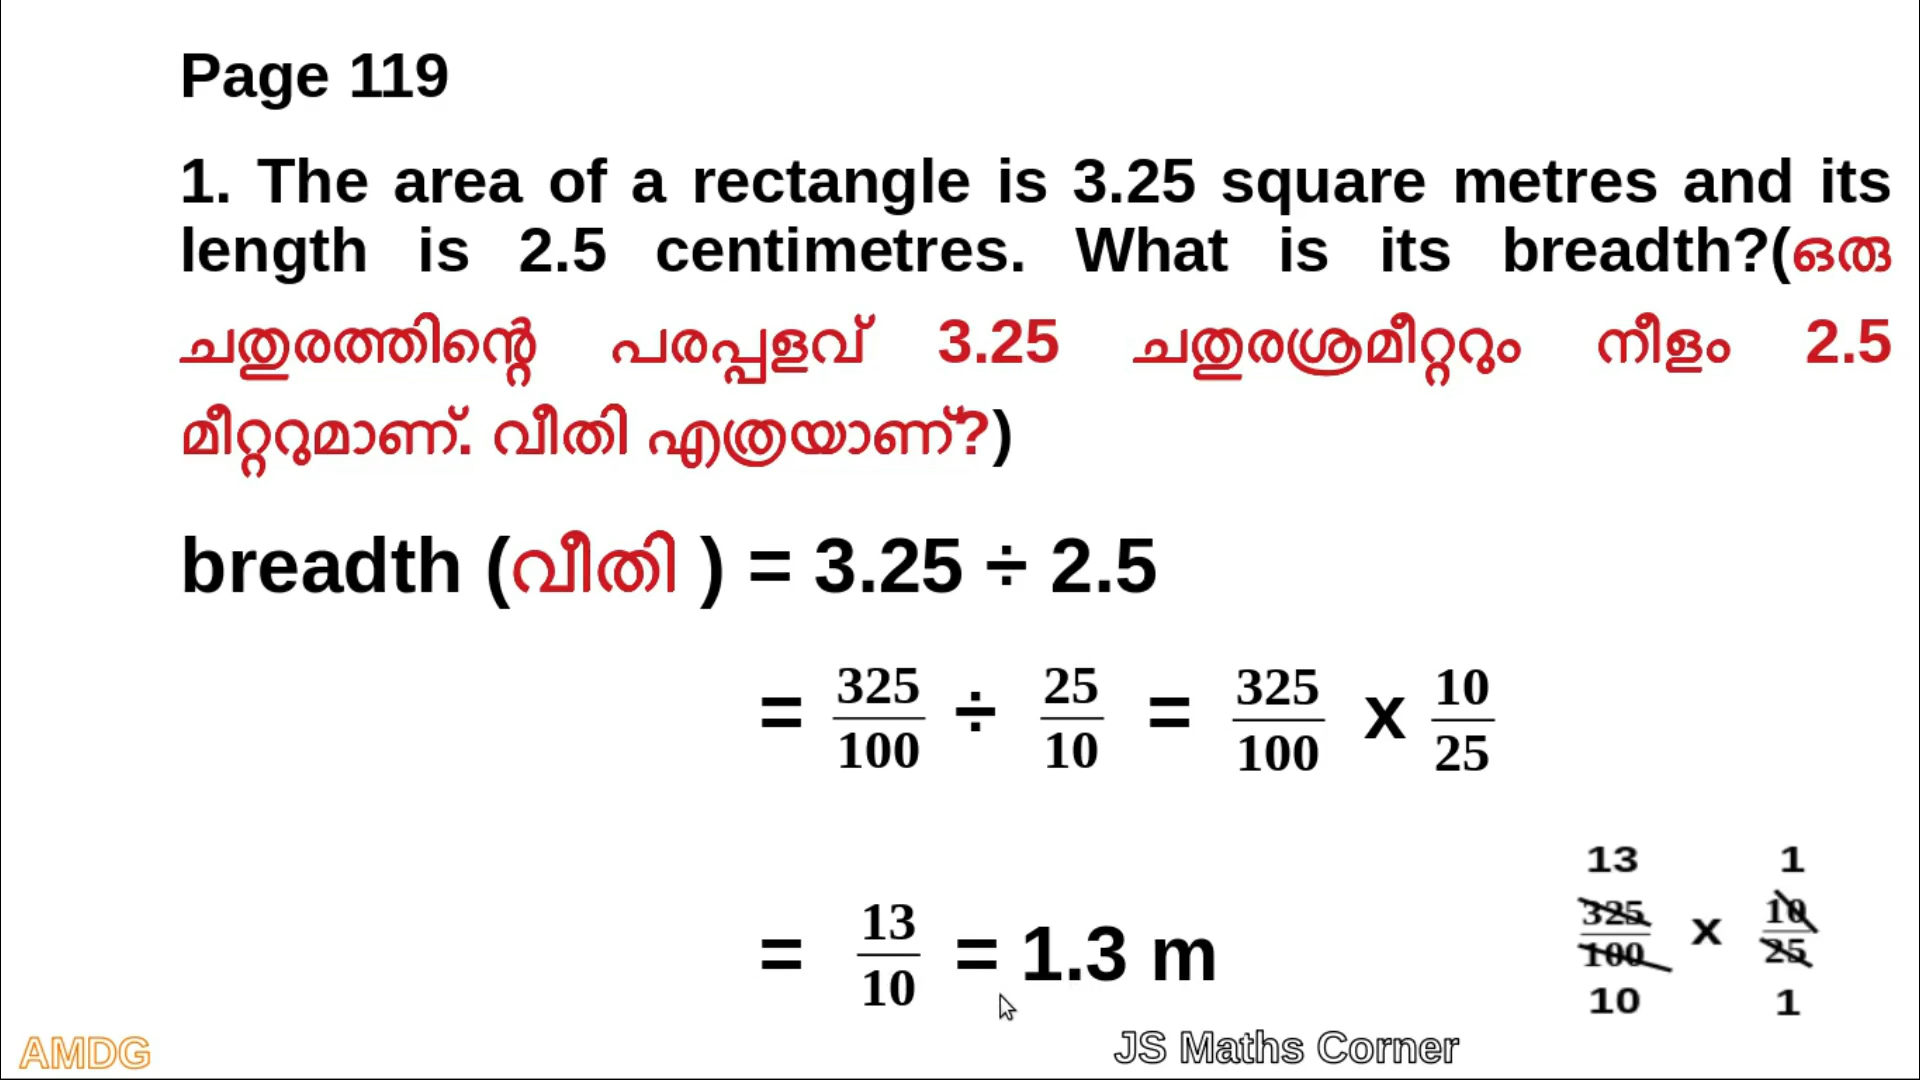 Page 119
1. The area of a rectangle is 3.25 square metres and its
length is 2.5 centimetres. What is its breadth?(ഒരു
ചതുരത്തിന്റെ പരപ്പളവ് 3.25 ചതുരശ്രമീറ്ററും നീളം 2.5
മീറ്ററുമാണ്. വീതി എത്രയാണ്?)
breadth (വീതി ) = 3.25 ÷ 2.5
= 325/100 ÷ 25/10 = 325/100 x 10/25
13 1
325/100 x 10/25
10 1
= 13/10 = 1.3 m
AMDG
JS Maths Corner